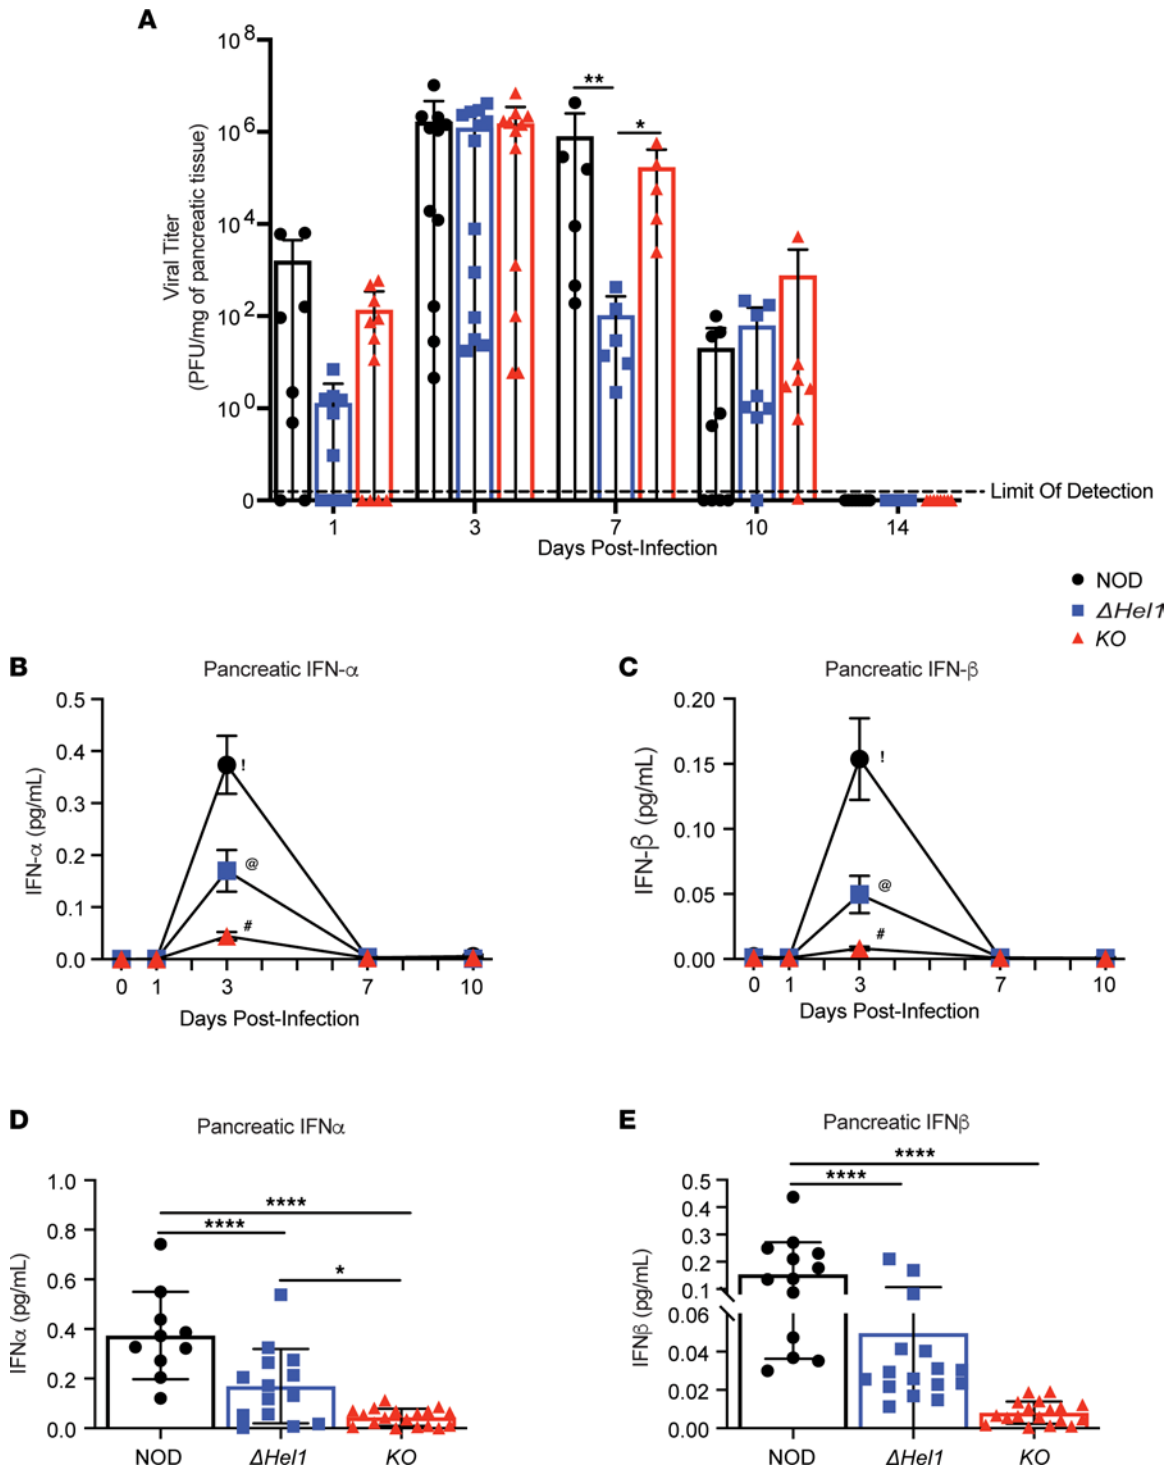 A
10^8
10^6
10^4
10^2
10^0
0
Viral Titer
(PFU/mg of pancreatic tissue)
**
*
Limit Of Detection
1 3 7 10 14
Days Post-Infection
NOD
ΔHel1
KO
B
Pancreatic IFN-α
0.5
0.4
0.3
0.2
0.1
0.0
IFN-α (pg/mL)
!
@
#
0 1 3 7 10
Days Post-Infection
C
Pancreatic IFN-β
0.20
0.15
0.10
0.05
0.00
IFN-β (pg/mL)
!
@
#
0 1 3 7 10
Days Post-Infection
D
Pancreatic IFNα
1.0
0.8
0.6
0.4
0.2
0.0
IFNα (pg/mL)
****
****
*
NOD ΔHel1 KO
E
Pancreatic IFNβ
0.5
0.4
0.3
0.2
0.1
0.06
0.04
0.02
0.00
IFNβ (pg/mL)
****
****
NOD ΔHel1 KO